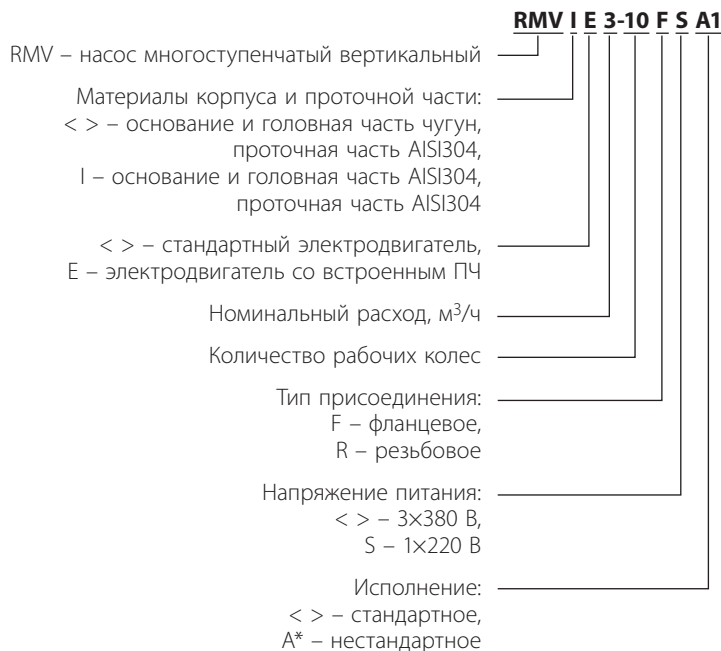 RMV I E 3-10 F S A1
RMV – насос многоступенчатый вертикальный
Материалы корпуса и проточной части:
< > – основание и головная часть чугун,
проточная часть AISI304,
I – основание и головная часть AISI304,
проточная часть AISI304
< > – стандартный электродвигатель,
E – электродвигатель со встроенным ПЧ
Номинальный расход, м³/ч
Количество рабочих колес
Тип присоединения:
F – фланцевое,
R – резьбовое
Напряжение питания:
< > – 3×380 В,
S – 1×220 В
Исполнение:
< > – стандартное,
A* – нестандартное